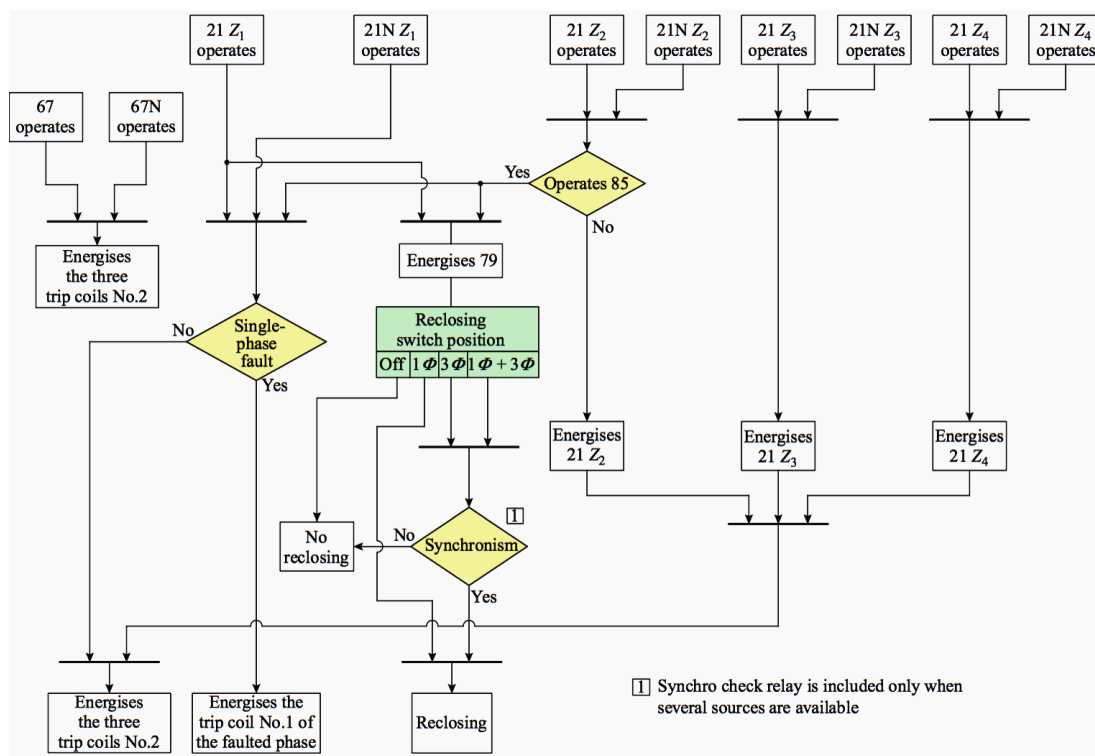 21 Z₁
operates
21N Z₁
operates
21 Z₂
operates
21N Z₂
operates
21 Z₃
operates
21N Z₃
operates
21 Z₄
operates
21N Z₄
operates
67
operates
67N
operates
Yes
Operates 85
No
Energises
the three
trip coils No.2
Energises 79
No
Single-
phase
fault
Yes
Reclosing
switch position
Off 1Φ 3Φ 1Φ + 3Φ
Energises
21 Z₂
Energises
21 Z₃
Energises
21 Z₄
1
No
reclosing
No
Synchronism
Yes
Energises
the three
trip coils No.2
Energises the
trip coil No.1 of
the faulted phase
Reclosing
1 Synchro check relay is included only when
several sources are available